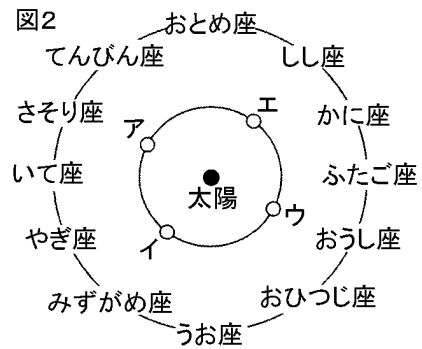 図2
おとめ座
てんびん座
しし座
さそり座
エ
かに座
ア
いて座
太陽
ふたご座
ウ
やぎ座
イ
おうし座
みずがめ座
おひつじ座
うお座